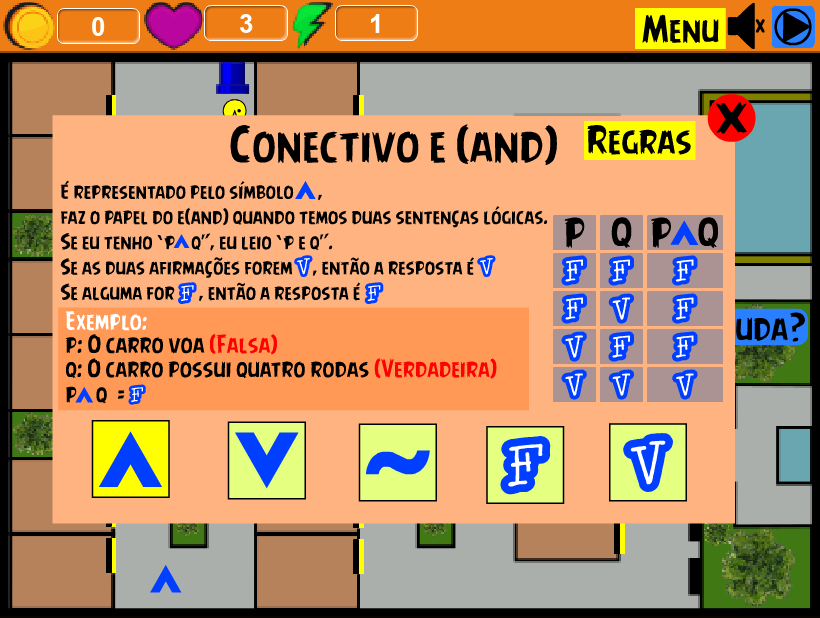 0 3 1 MENU x
CONECTIVO E (AND) REGRAS X
É REPRESENTADO PELO SÍMBOLO ∧,
FAZ O PAPEL DO E(AND) QUANDO TEMOS DUAS SENTENÇAS LÓGICAS.
SE EU TENHO "P∧Q", EU LEIO "P E Q".
SE AS DUAS AFIRMAÇÕES FOREM V, ENTÃO A RESPOSTA É V
SE ALGUMA FOR F, ENTÃO A RESPOSTA É F
EXEMPLO:
P: O CARRO VOA (FALSA)
Q: O CARRO POSSUI QUATRO RODAS (VERDADEIRA)
P∧Q = F
P Q P∧Q
F F F
F V F
V F F
V V V
UDA?
∧ ∨ ~ F V
∧